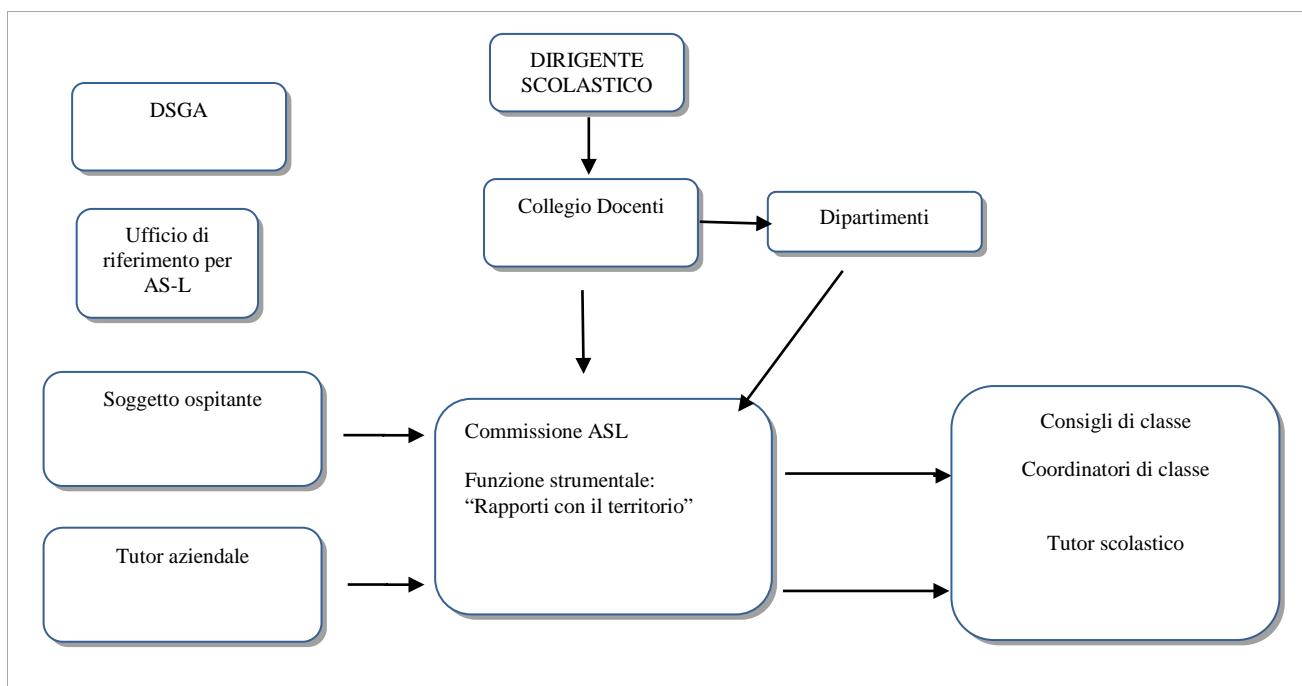 DIRIGENTE
SCOLASTICO
DSGA
Collegio Docenti
Dipartimenti
Ufficio di
riferimento per
AS-L
Soggetto ospitante
Commissione ASL
Funzione strumentale:
“Rapporti con il territorio”
Consigli di classe
Coordinatori di classe
Tutor scolastico
Tutor aziendale